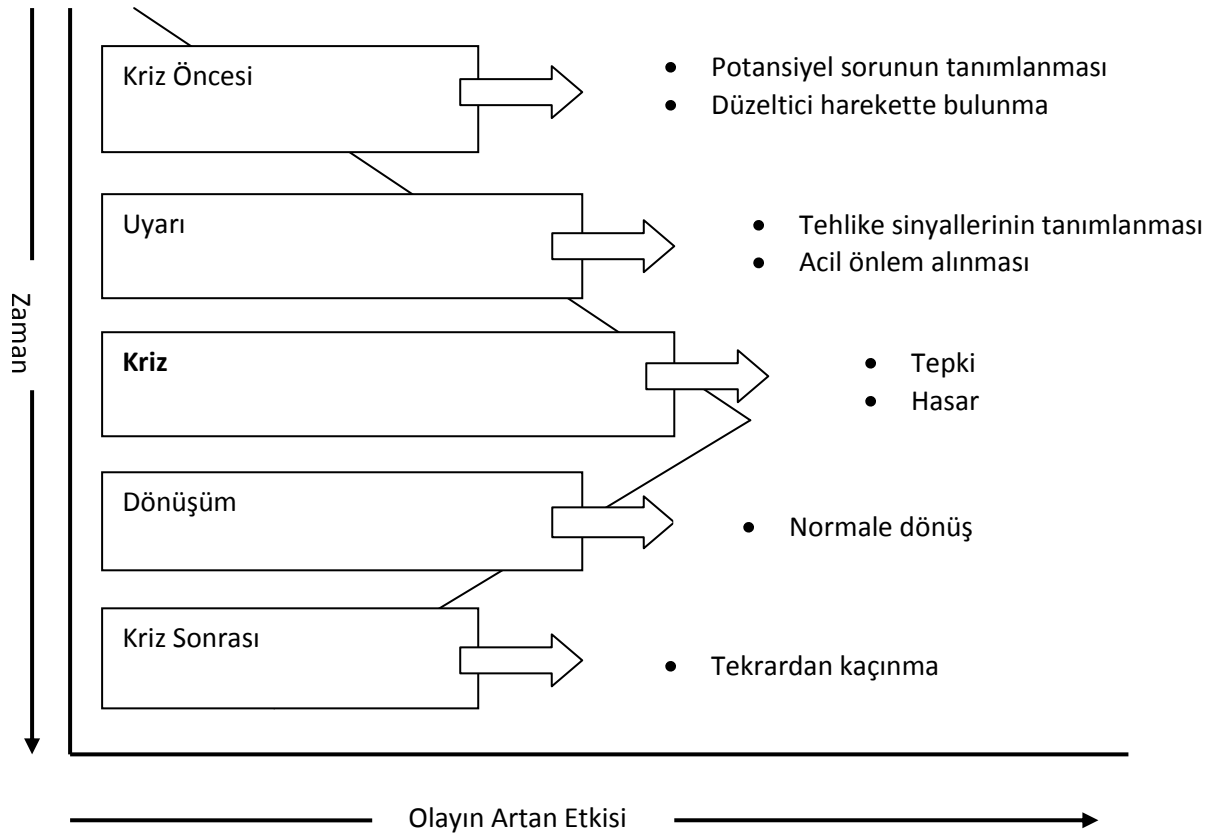 Kriz Öncesi
• Potansiyel sorunun tanımlanması
• Düzeltici harekette bulunma
Uyarı
• Tehlike sinyallerinin tanımlanması
• Acil önlem alınması
Zaman
Kriz
• Tepki
• Hasar
Dönüşüm
• Normale dönüş
Kriz Sonrası
• Tekrardan kaçınma
Olayın Artan Etkisi